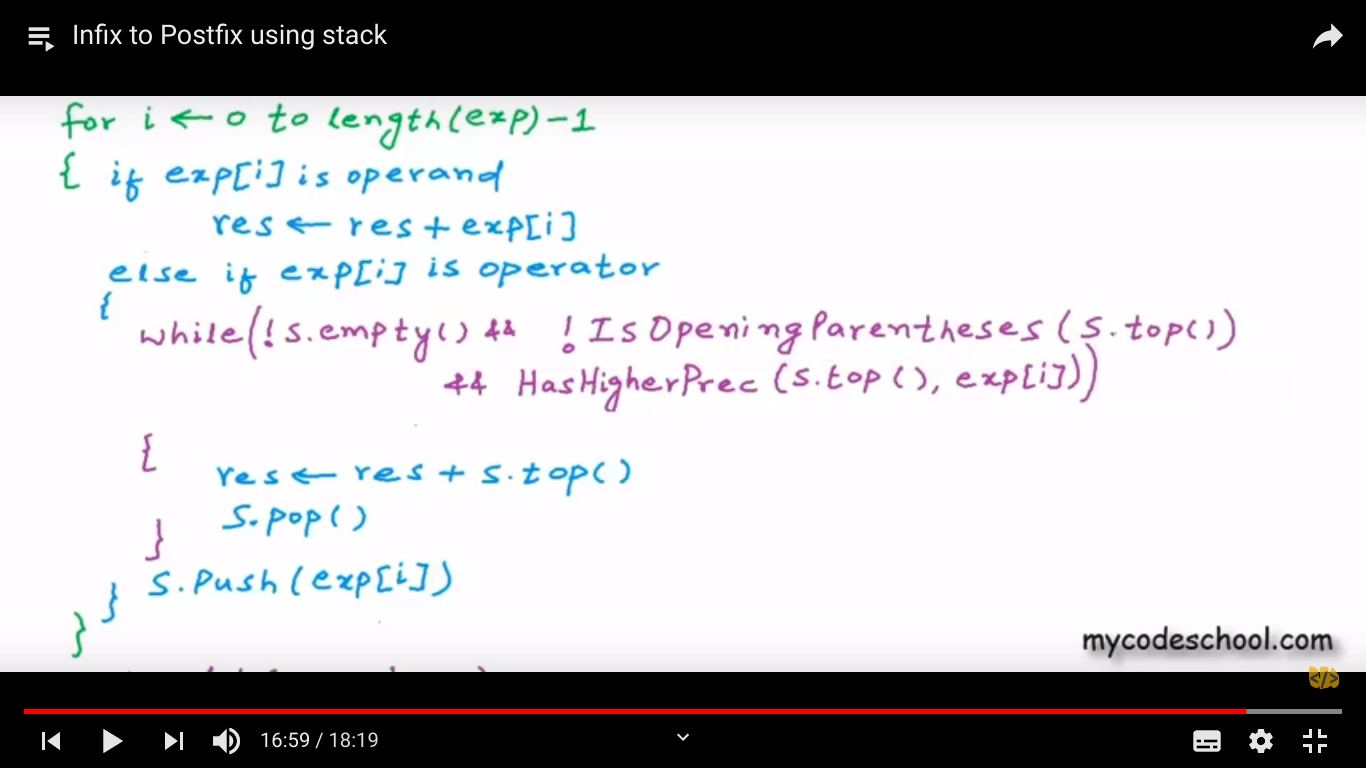 Infix to Postfix using stack
for i ← 0 to length(exp)-1
{ if exp[i] is operand
res ← res + exp[i]
else if exp[i] is operator
{
while(!s.empty() && !IsOpeningParentheses(s.top())
&& HasHigherPrec(s.top(), exp[i]))
{
res ← res + s.top()
s.pop()
}
s.push(exp[i])
}
}
mycodeschool.com
</>
16:59 / 18:19